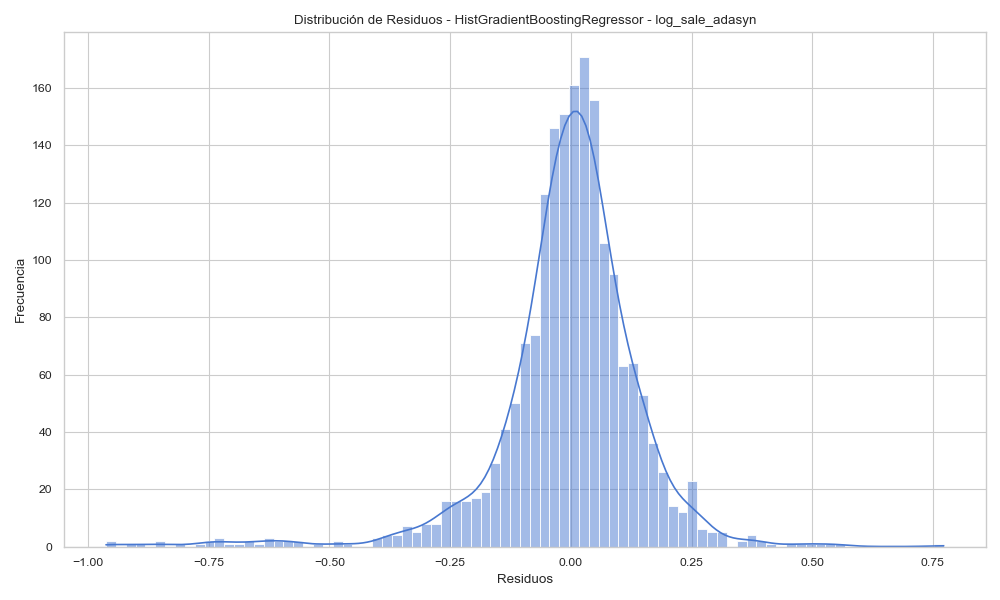 Distribución de Residuos - HistGradientBoostingRegressor - log_sale_adasyn
Frecuencia
160
140
120
100
80
60
40
20
0
−1.00 −0.75 −0.50 −0.25 0.00 0.25 0.50 0.75
Residuos